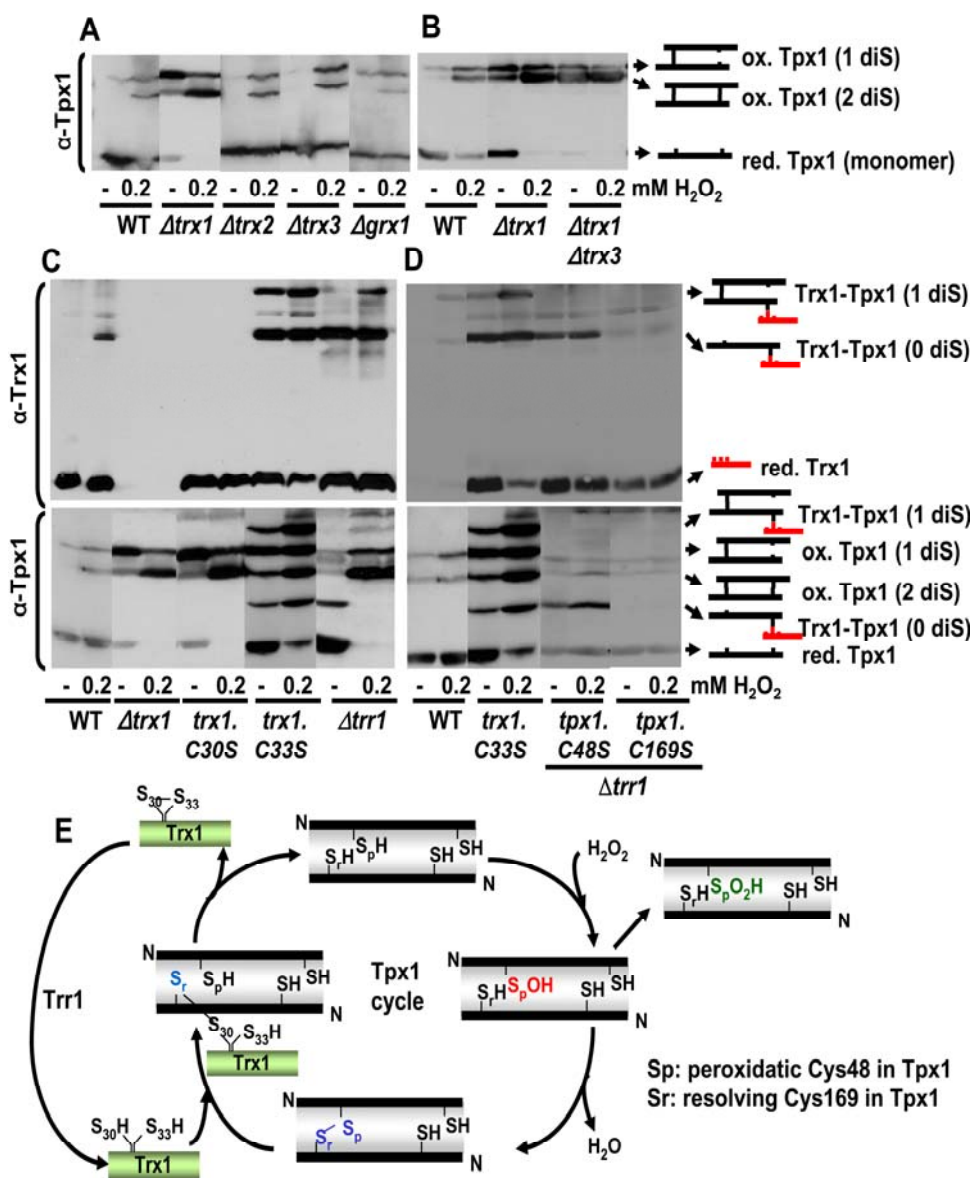 A
B
α-Tpx1
ox. Tpx1 (1 diS)
ox. Tpx1 (2 diS)
red. Tpx1 (monomer)
- 0.2 - 0.2 - 0.2 - 0.2 - 0.2
- 0.2 - 0.2 - 0.2 mM H2O2
WT Δtrx1 Δtrx2 Δtrx3 Δgrx1
WT Δtrx1 Δtrx1
Δtrx3
C
D
α-Trx1
Trx1-Tpx1 (1 diS)
Trx1-Tpx1 (0 diS)
red. Trx1
α-Tpx1
Trx1-Tpx1 (1 diS)
ox. Tpx1 (1 diS)
ox. Tpx1 (2 diS)
Trx1-Tpx1 (0 diS)
red. Tpx1
- 0.2 - 0.2 - 0.2 - 0.2 - 0.2
- 0.2 - 0.2 - 0.2 - 0.2 mM H2O2
WT Δtrx1 trx1. trx1. Δtrr1
C30S C33S
WT trx1. tpx1. tpx1.
C33S C48S C169S
Δtrr1
E
S30 S33
Trx1
N
SrH SpH SH SH
N
H2O2
N
SrH SpO2H SH SH
N
Trr1
N
Sr SpH SH SH
N
S30 S33H
Trx1
Tpx1
cycle
N
SrH SpOH SH SH
N
S30H S33H
Trx1
N
Sr Sp SH SH
N
H2O
Sp: peroxidatic Cys48 in Tpx1
Sr: resolving Cys169 in Tpx1